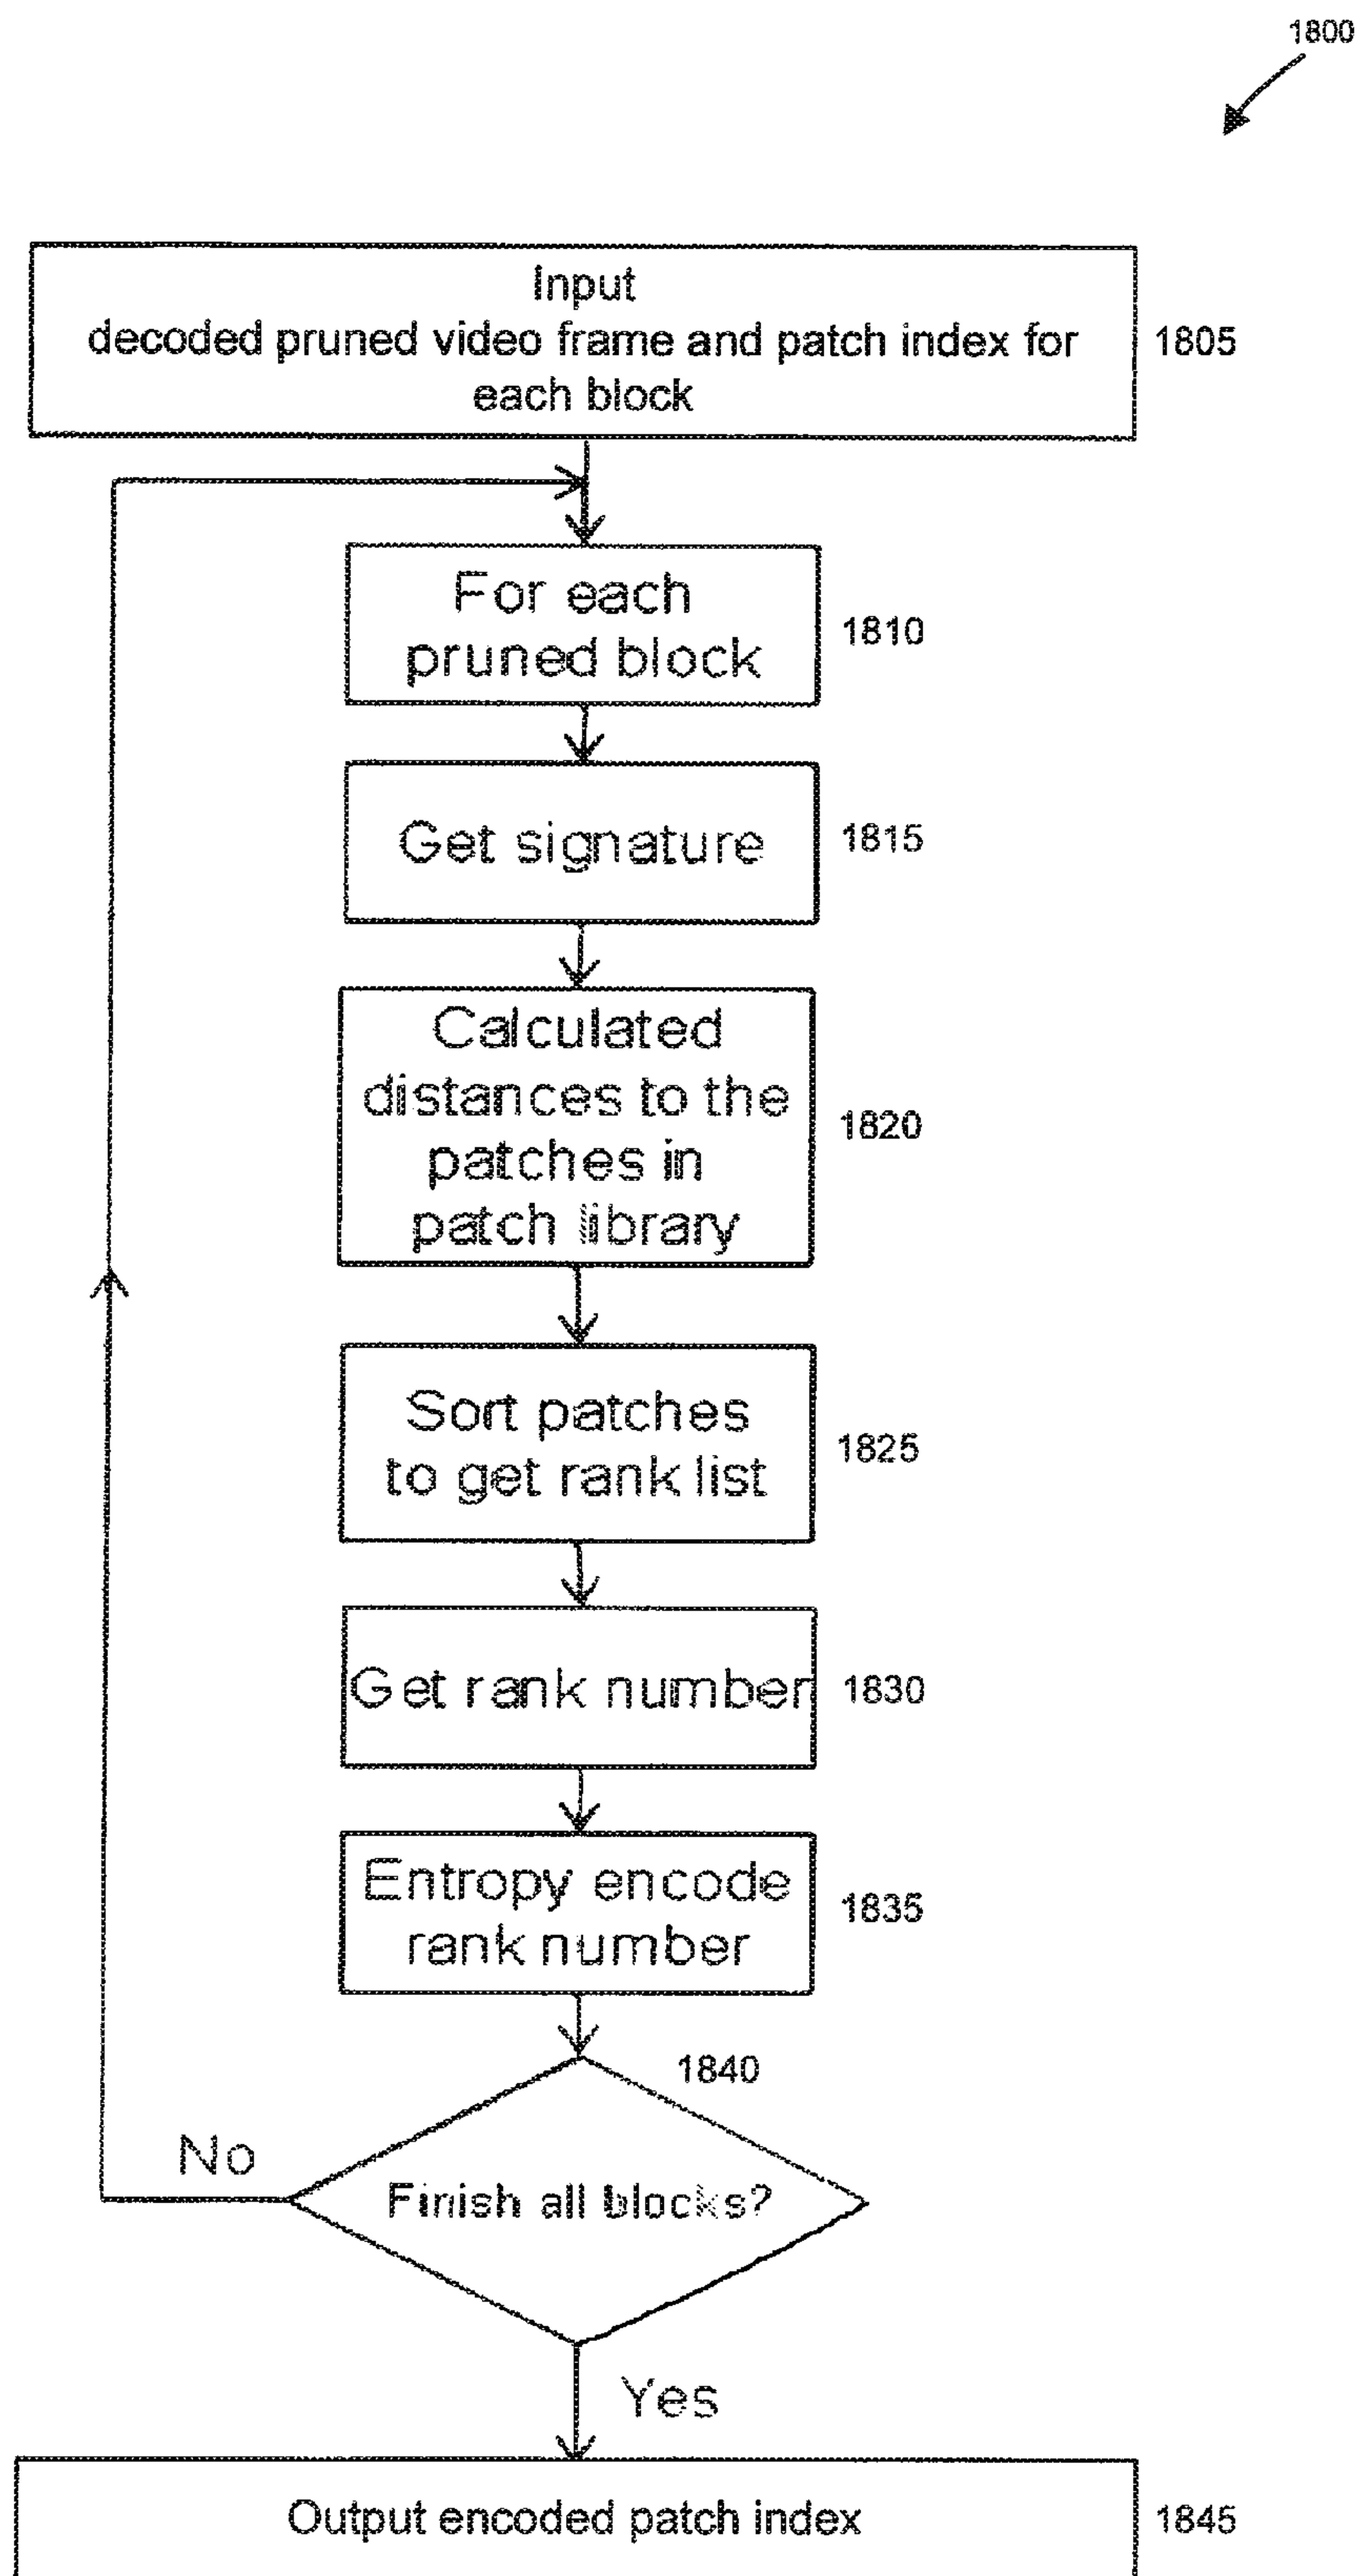 1800
Input
decoded pruned video frame and patch index for
each block
1805
For each
pruned block
1810
Get signature
1815
Calculated
distances to the
patches in
patch library
1820
Sort patches
to get rank list
1825
Get rank number
1830
Entropy encode
rank number
1835
1840
No
Finish all blocks?
Yes
Output encoded patch index
1845